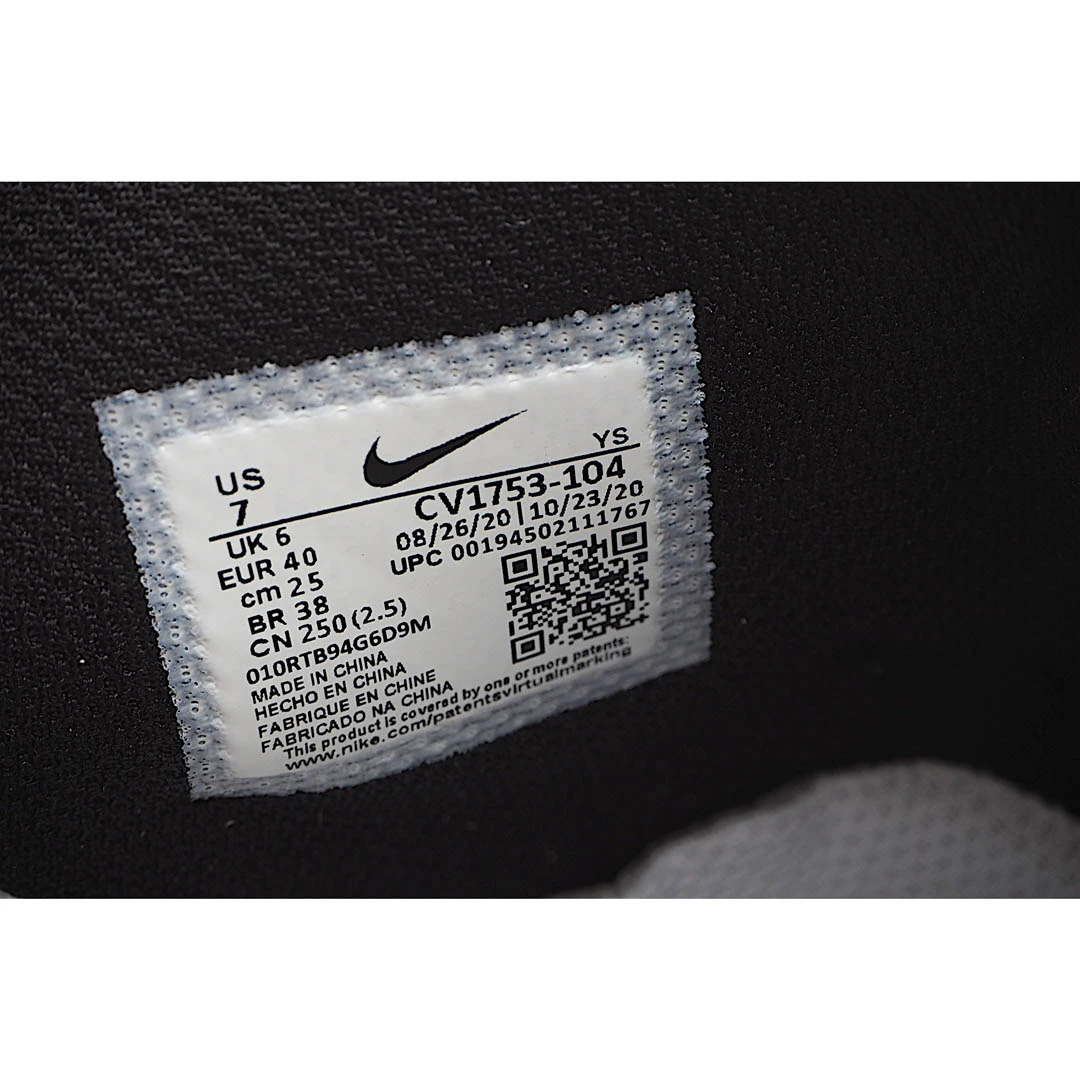 US
7
YS
CV1753-104
UK 6
08/26/20 | 10/23/20
EUR 40
UPC 00194502111767
cm 25
BR 38
CN 250 (2.5)
010RTB94G6D9M
MADE IN CHINA
HECHO EN CHINA
FABRIQUE EN CHINE
FABRICADO NA CHINA
This product is covered by one or more patents:
www.nike.com/patentsvirtualmarking